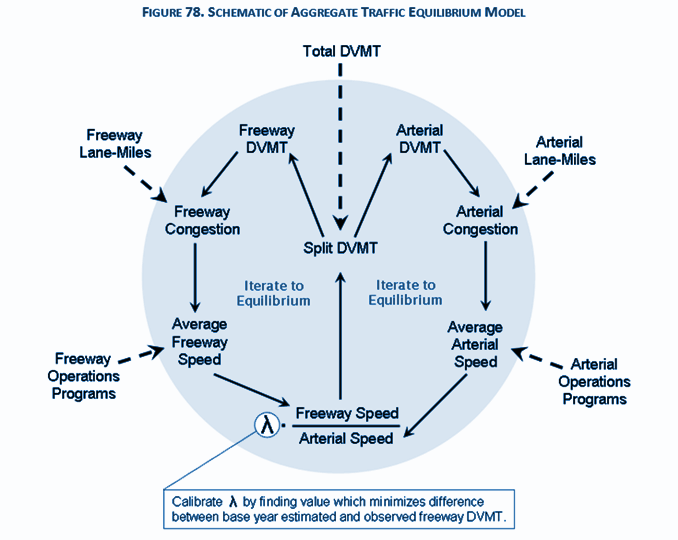 FIGURE 78. SCHEMATIC OF AGGREGATE TRAFFIC EQUILIBRIUM MODEL
Total DVMT
Freeway
DVMT
Arterial
DVMT
Freeway
Lane-Miles
Arterial
Lane-Miles
Freeway
Congestion
Arterial
Congestion
Split DVMT
Iterate to
Equilibrium
Iterate to
Equilibrium
Average
Freeway
Speed
Average
Arterial
Speed
Freeway
Operations
Programs
Arterial
Operations
Programs
λ · Freeway Speed
Arterial Speed
Calibrate λ by finding value which minimizes difference
between base year estimated and observed freeway DVMT.